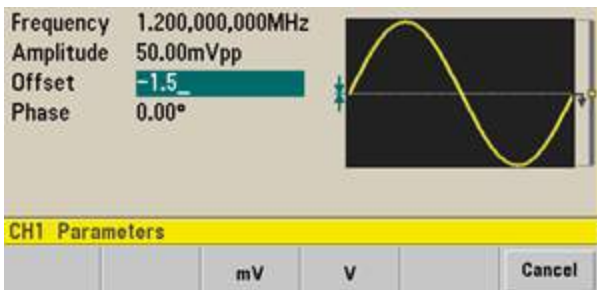 Frequency 1.200,000,000MHz
Amplitude 50.00mVpp
Offset -1.5_
Phase 0.00°
CH1 Parameters
mV V Cancel